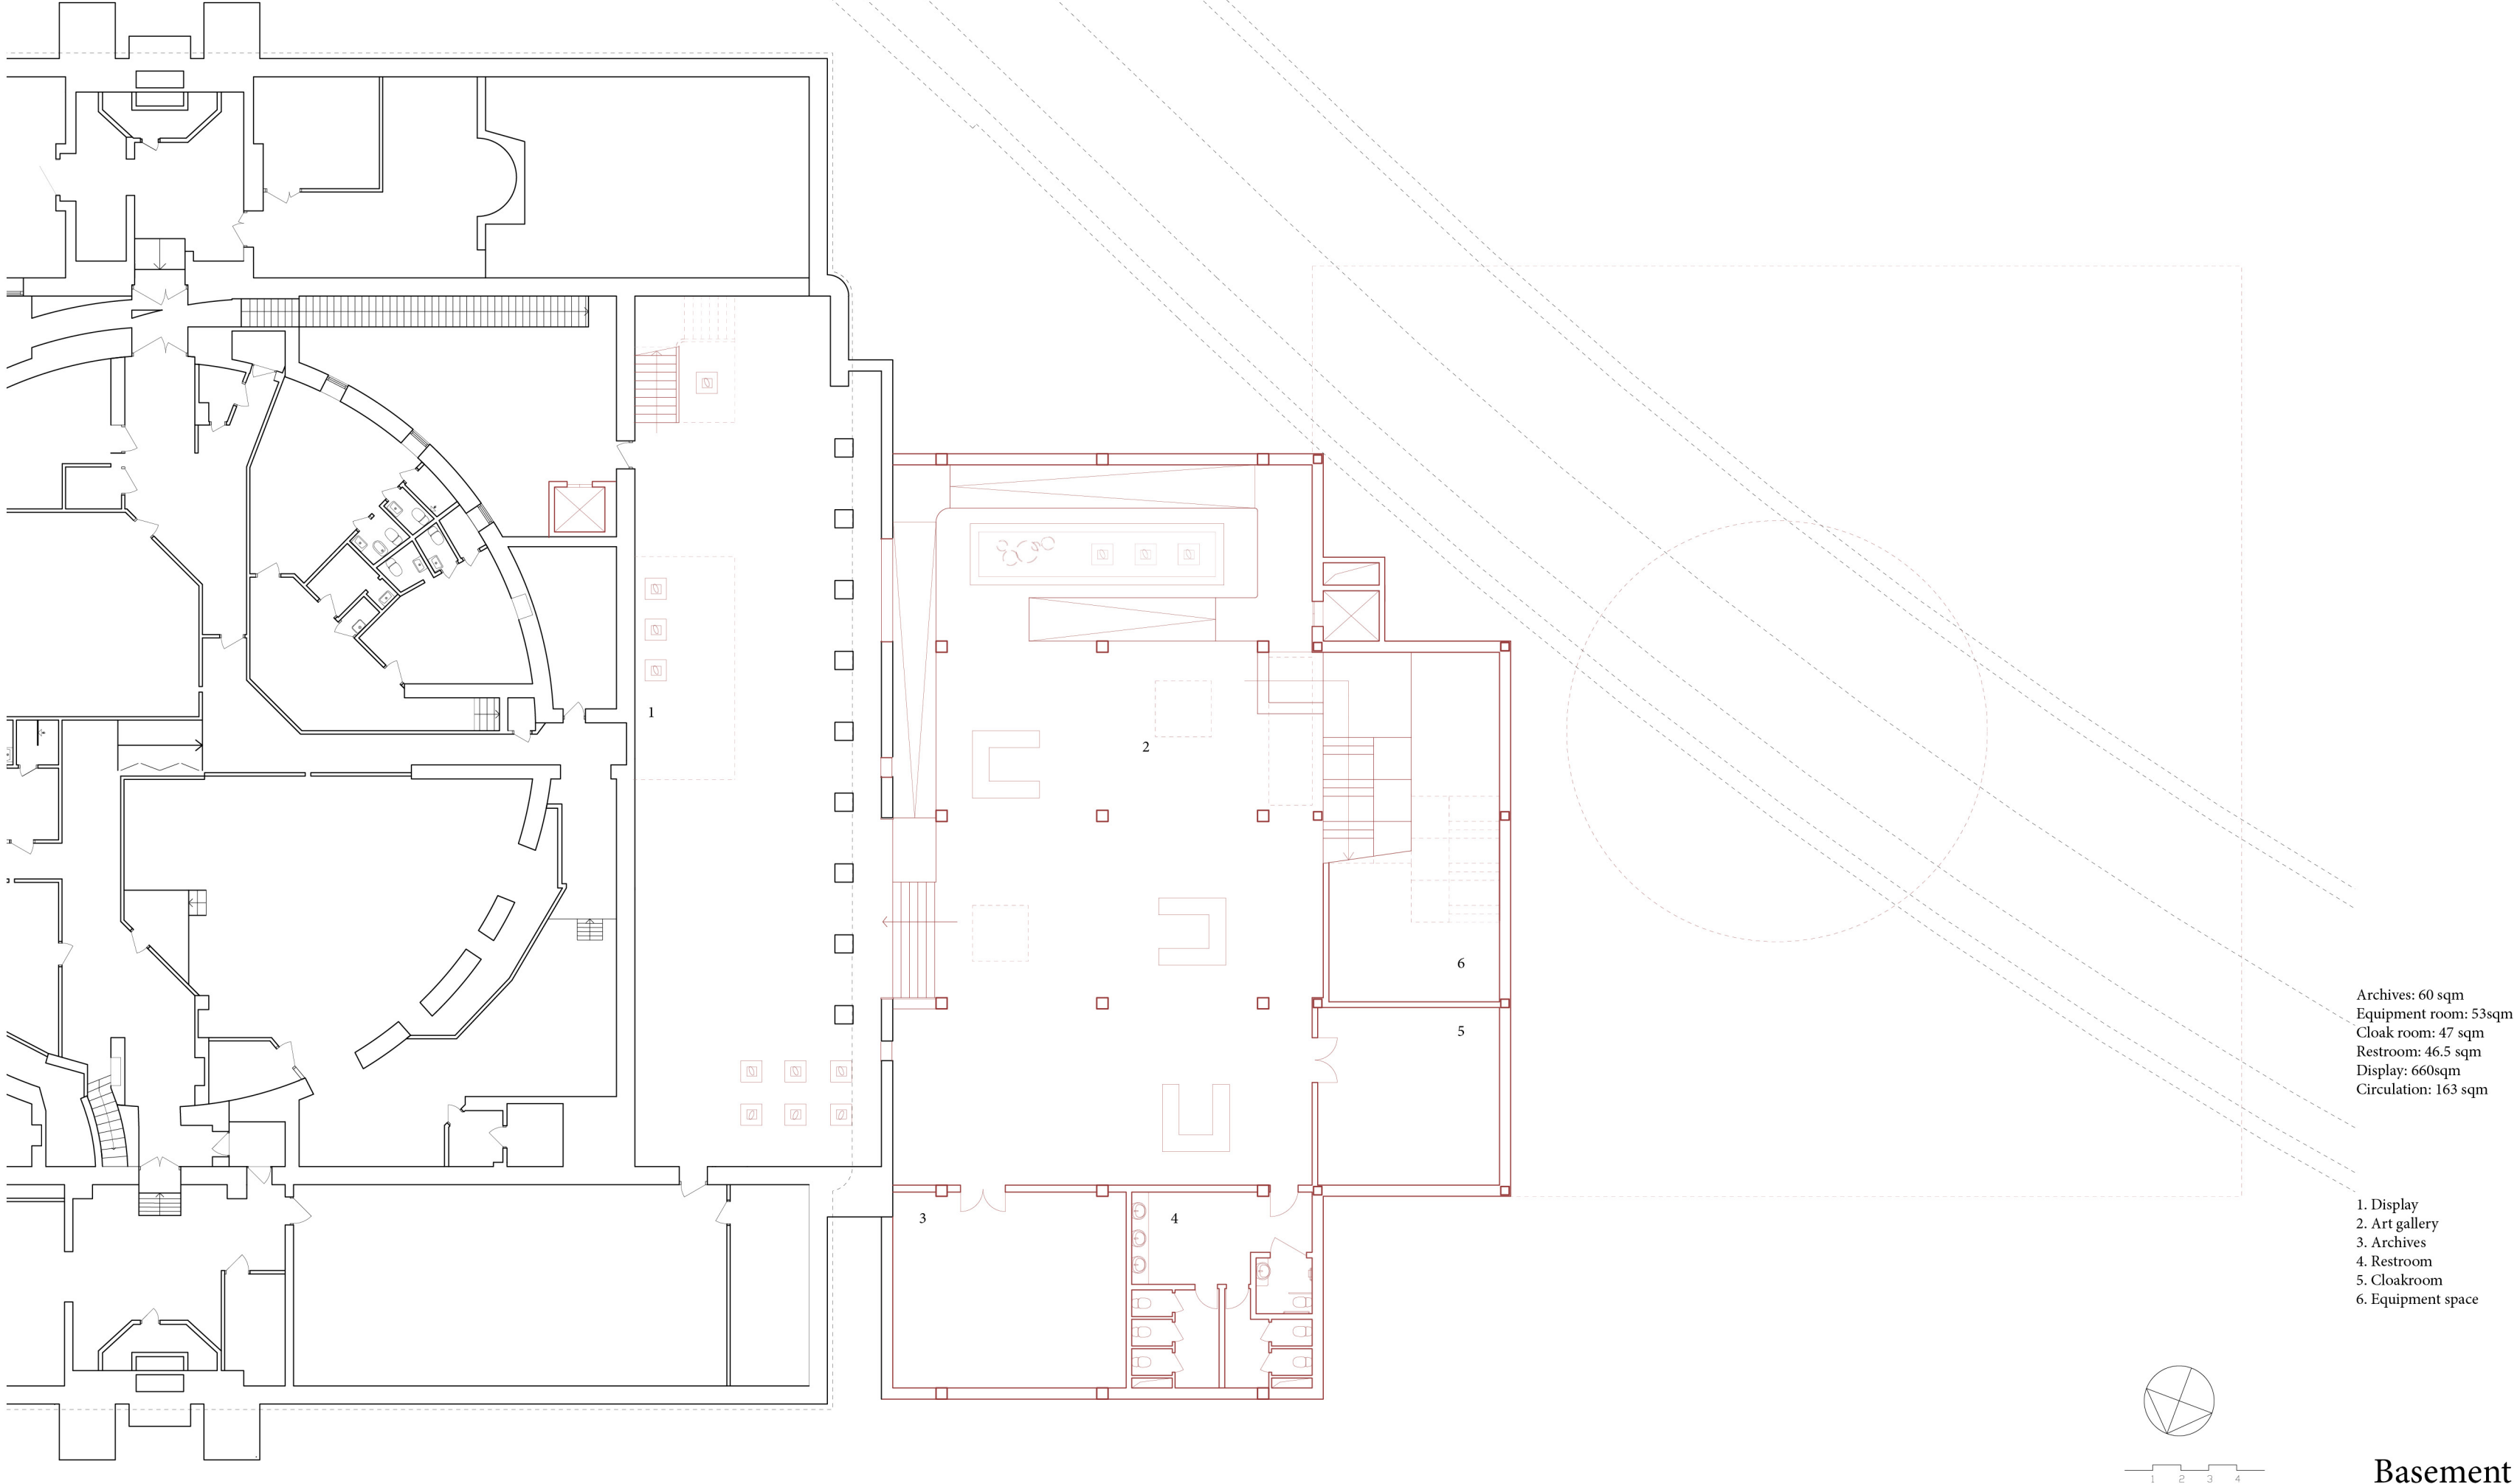 1
2
6
5
3
4
Archives: 60 sqm
Equipment room: 53sqm
Cloak room: 47 sqm
Restroom: 46.5 sqm
Display: 660sqm
Circulation: 163 sqm
1. Display
2. Art gallery
3. Archives
4. Restroom
5. Cloakroom
6. Equipment space
1 2 3 4
Basement